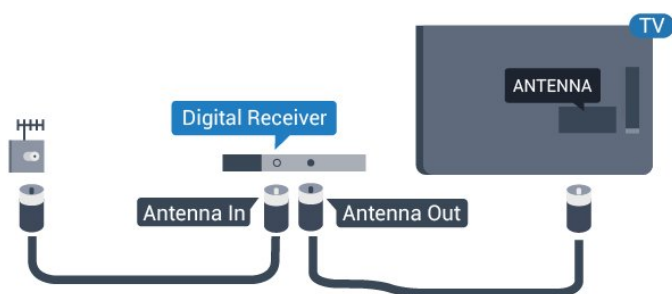 TV
ANTENNA
Digital Receiver
Antenna In
Antenna Out